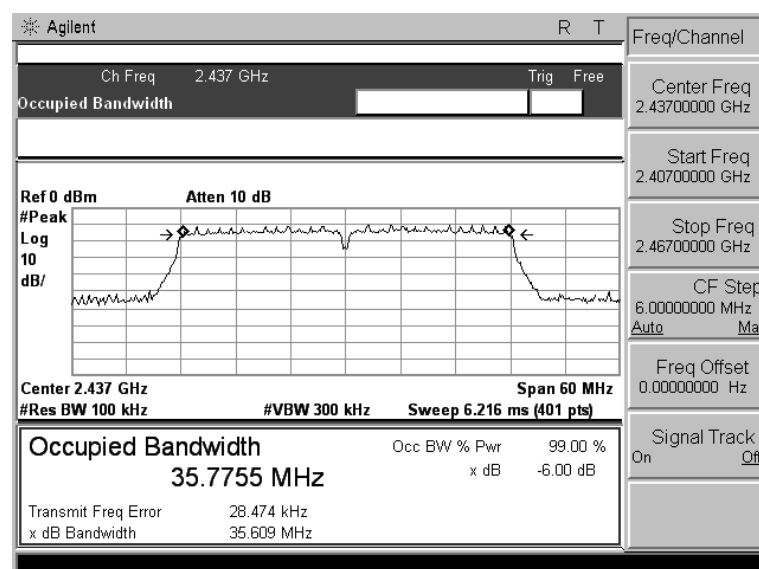 Agilent R T
Ch Freq 2.437 GHz Trig Free
Occupied Bandwidth
Ref 0 dBm Atten 10 dB
#Peak
Log
10
dB/
Center 2.437 GHz Span 60 MHz
#Res BW 100 kHz #VBW 300 kHz Sweep 6.216 ms (401 pts)
Occupied Bandwidth Occ BW % Pwr 99.00 %
35.7755 MHz x dB -6.00 dB
Transmit Freq Error 28.474 kHz
x dB Bandwidth 35.609 MHz
Freq/Channel
Center Freq
2.43700000 GHz
Start Freq
2.40700000 GHz
Stop Freq
2.46700000 GHz
CF Step
6.00000000 MHz
Auto Ma
Freq Offset
0.00000000 Hz
Signal Track
On Off